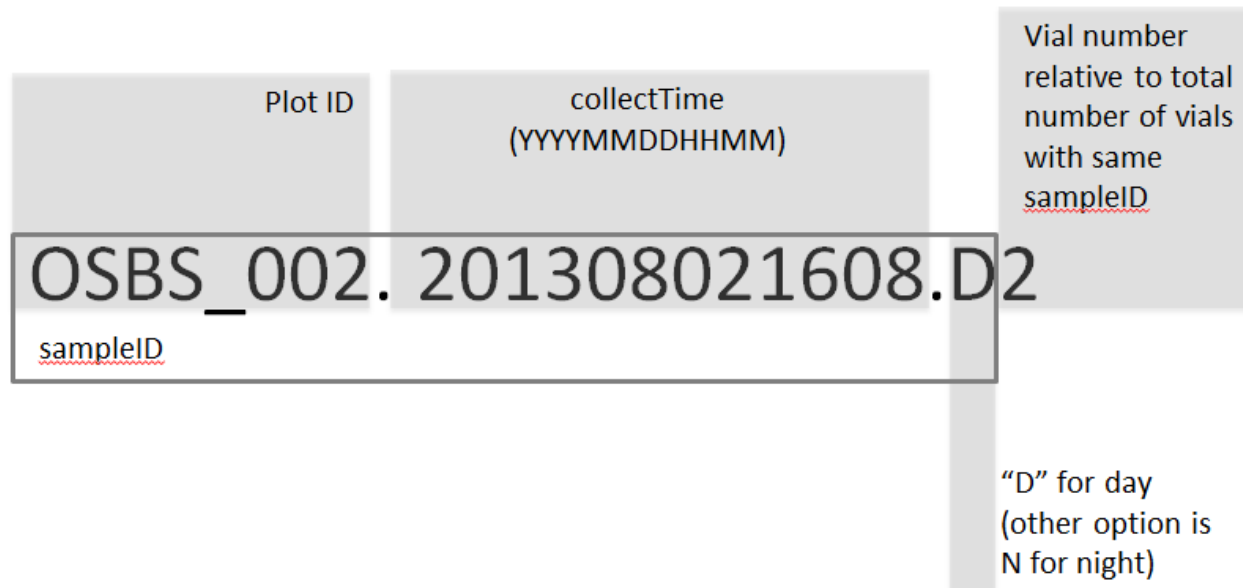 Plot ID
collectTime
(YYYYMMDDHHMM)
Vial number
relative to total
number of vials
with same
sampleID
OSBS_002. 201308021608.D2
sampleID
“D” for day
(other option is
N for night)